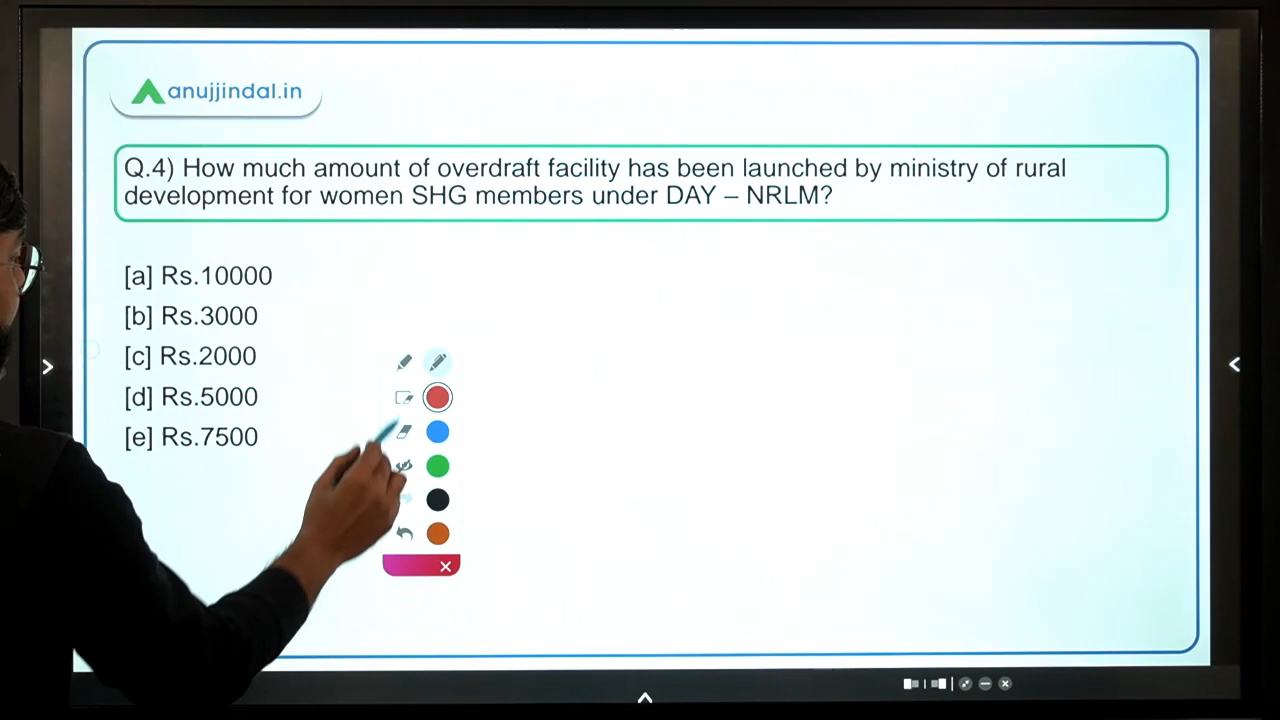 anujjindal.in
Q.4) How much amount of overdraft facility has been launched by ministry of rural
development for women SHG members under DAY – NRLM?
[a] Rs.10000
[b] Rs.3000
[c] Rs.2000
[d] Rs.5000
[e] Rs.7500